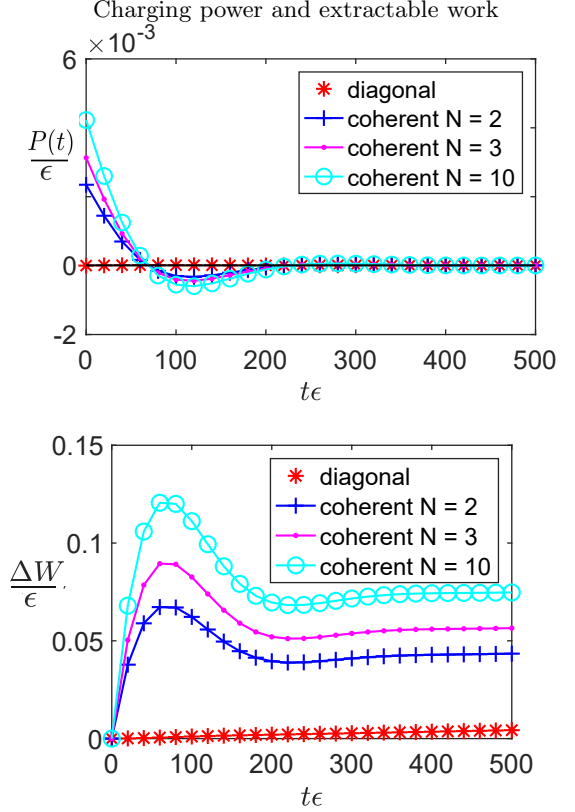 Charging power and extractable work
×10⁻³
6
diagonal
coherent N = 2
coherent N = 3
coherent N = 10
P(t)
ϵ
0
-2
0 100 200 300 400 500
tϵ
0.15
diagonal
coherent N = 2
coherent N = 3
coherent N = 10
0.1
ΔW
ϵ
0.05
0
0 100 200 300 400 500
tϵ